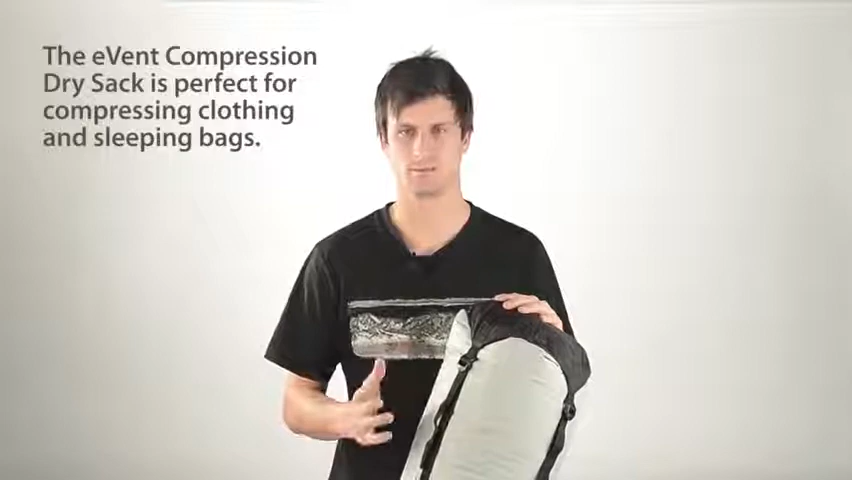 The eVent Compression
Dry Sack is perfect for
compressing clothing
and sleeping bags.